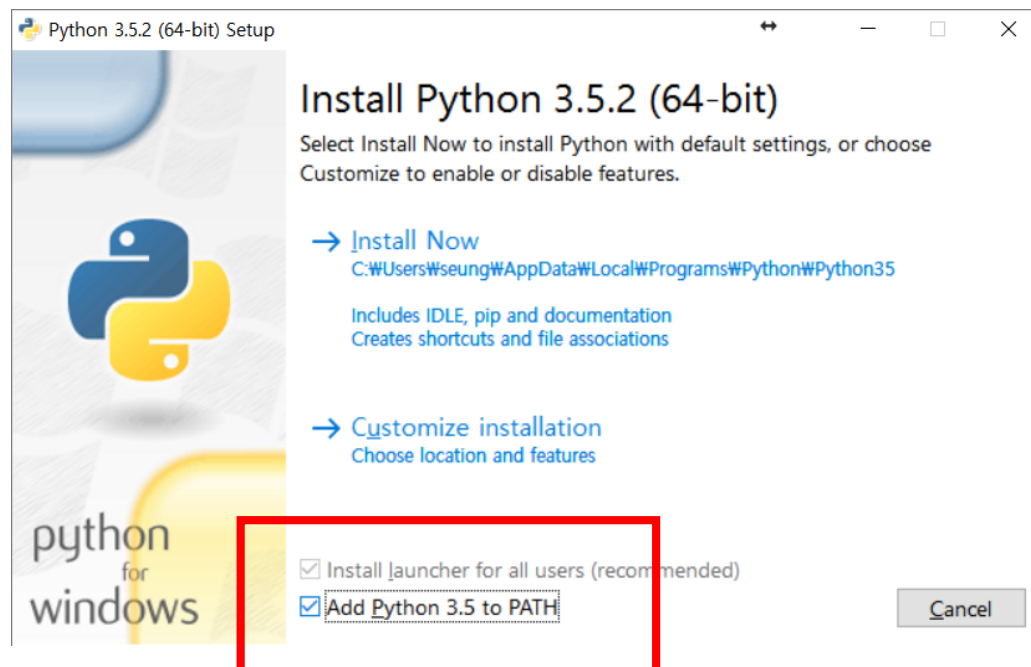 Python 3.5.2 (64-bit) Setup
Install Python 3.5.2 (64-bit)
Select Install Now to install Python with default settings, or choose
Customize to enable or disable features.
Install Now
C:₩Users₩seung₩AppData₩Local₩Programs₩Python₩Python35
Includes IDLE, pip and documentation
Creates shortcuts and file associations
Customize installation
Choose location and features
python
for
windows
Install launcher for all users (recommended)
Add Python 3.5 to PATH
Cancel